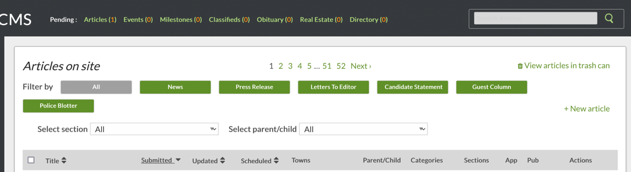 CMS Pending : Articles (1) Events (0) Milestones (0) Classifieds (0) Obituary (0) Real Estate (0) Directory (0)
Articles on site 1 2 3 4 5 ... 51 52 Next › View articles in trash can
Filter by All News Press Release Letters To Editor Candidate Statement Guest Column
Police Blotter + New article
Select section All Select parent/child All
Title Submitted Updated Scheduled Towns Parent/Child Categories Sections App Pub Actions